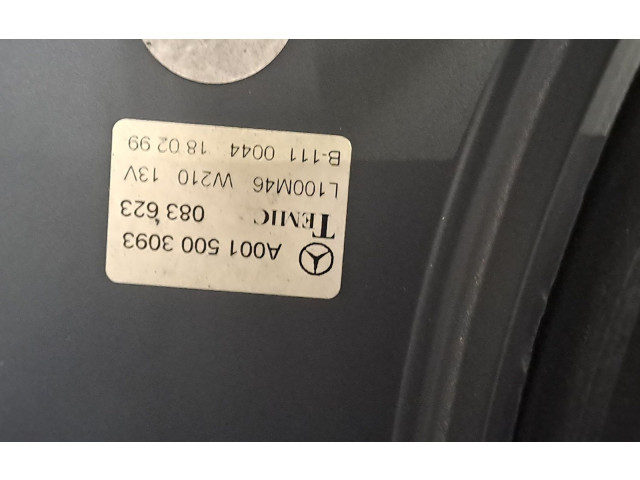 A001 500 3093
TEMIC 083 623
L100M46 W210 13V
B-111 0044 18 02 99